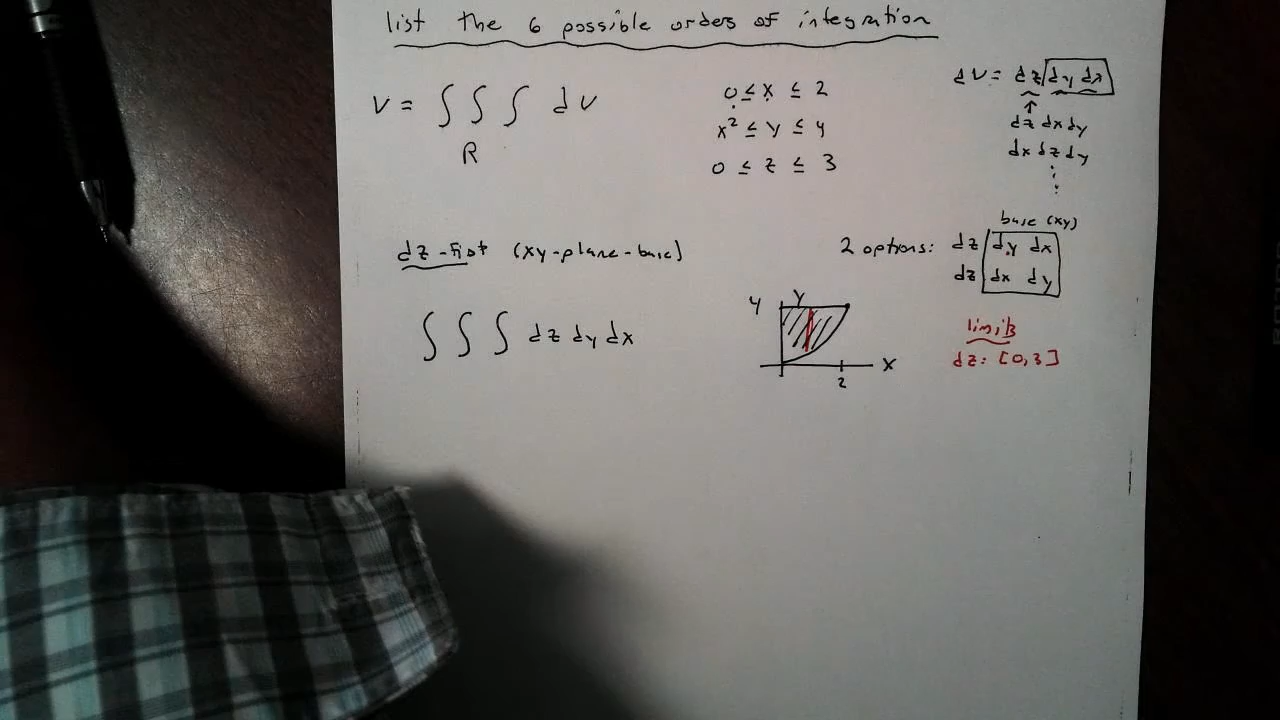 list the 6 possible orders of integration
V = ∫ ∫ ∫ dV
R
0 ≤ x ≤ 2
x² ≤ y ≤ 4
0 ≤ z ≤ 3
dV = dz dy dx
↑
dz dx dy
dx dz dy
⋮
dz-first (xy-plane-base)
2 options:
base (xy)
dz dy dx
dz dx dy
∫ ∫ ∫ dz dy dx
4 y
x
2
limits
dz: [0,3]